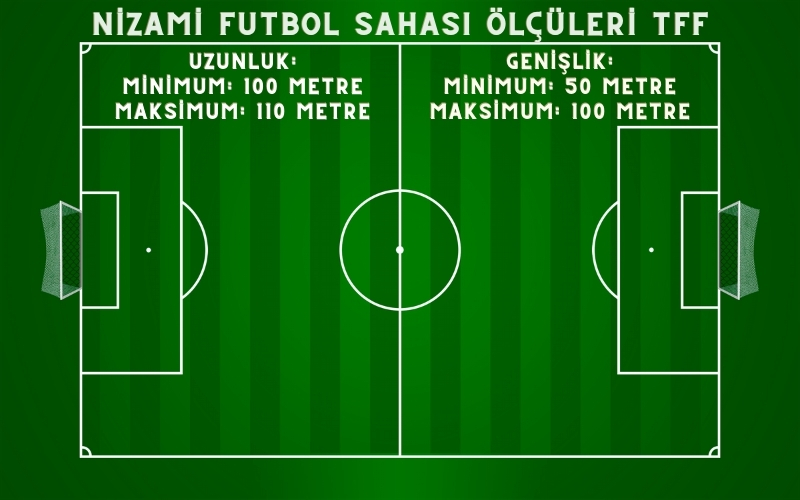 NİZAMİ FUTBOL SAHASI ÖLÇÜLERİ TFF
UZUNLUK:
MİNİMUM: 100 METRE
MAKSİMUM: 110 METRE
GENİŞLİK:
MİNİMUM: 50 METRE
MAKSİMUM: 100 METRE